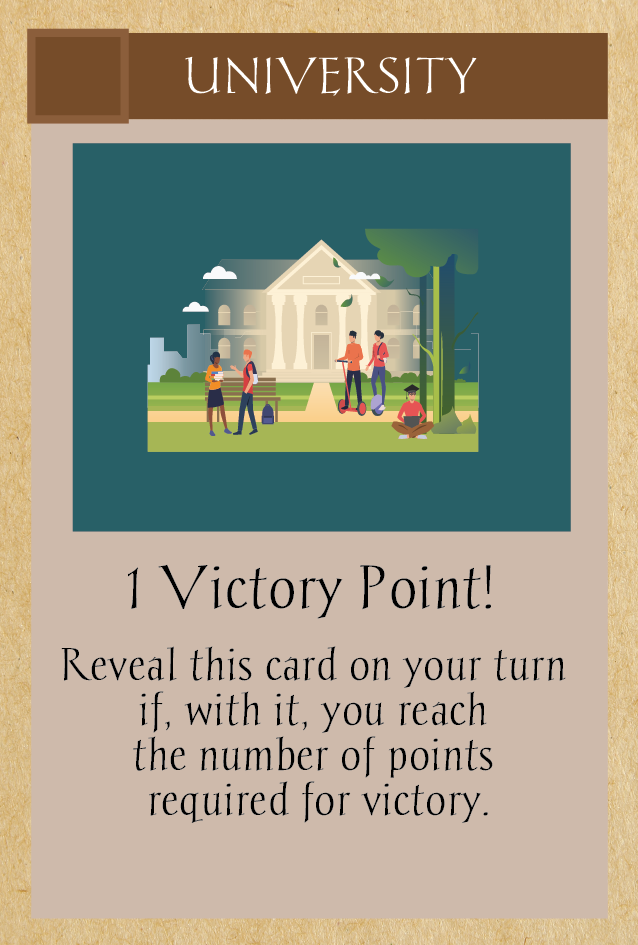 UNIVERSITY
1 Victory Point!
Reveal this card on your turn
if, with it, you reach
the number of points
required for victory.